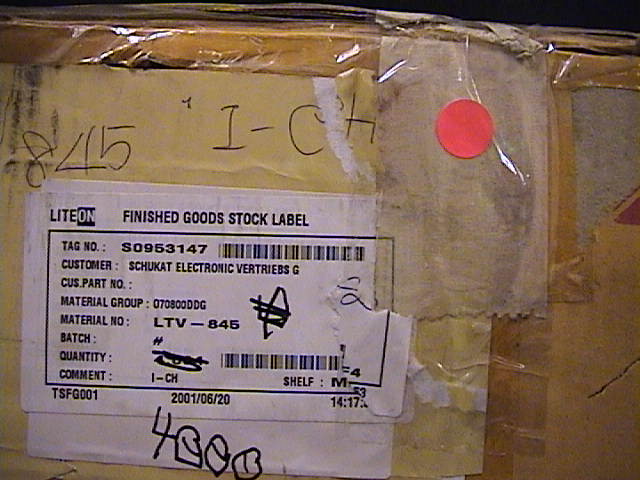 845 I-CH
LITEON FINISHED GOODS STOCK LABEL
TAG NO.: S0953147
CUSTOMER: SCHUKAT ELECTRONIC VERTRIEBS G
CUS.PART NO.:
MATERIAL GROUP: 070800DDG
MATERIAL NO: LTV-845
BATCH: #
QUANTITY:
COMMENT: I-CH SHELF: M
TSFG001 2001/06/20 14:17:
4000